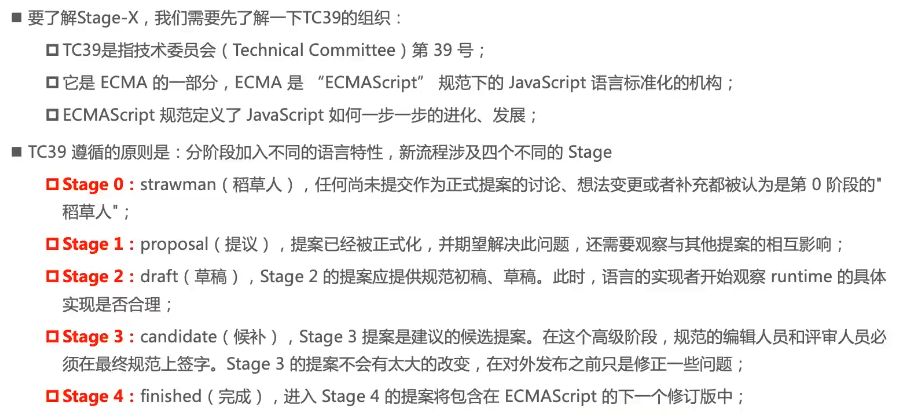 要了解Stage-X，我们需要先了解一下TC39的组织：
TC39是指技术委员会（Technical Committee）第 39 号；
它是 ECMA 的一部分，ECMA 是 “ECMAScript” 规范下的 JavaScript 语言标准化的机构；
ECMAScript 规范定义了 JavaScript 如何一步一步的进化、发展；
TC39 遵循的原则是：分阶段加入不同的语言特性，新流程涉及四个不同的 Stage
Stage 0：strawman（稻草人），任何尚未提交作为正式提案的讨论、想法变更或者补充都被认为是第 0 阶段的"
稻草人"；
Stage 1：proposal（提议），提案已经被正式化，并期望解决此问题，还需要观察与其他提案的相互影响；
Stage 2：draft（草稿），Stage 2 的提案应提供规范初稿、草稿。此时，语言的实现者开始观察 runtime 的具体
实现是否合理；
Stage 3：candidate（候补），Stage 3 提案是建议的候选提案。在这个高级阶段，规范的编辑人员和评审人员必
须在最终规范上签字。Stage 3 的提案不会有太大的改变，在对外发布之前只是修正一些问题；
Stage 4：finished（完成），进入 Stage 4 的提案将包含在 ECMAScript 的下一个修订版中；